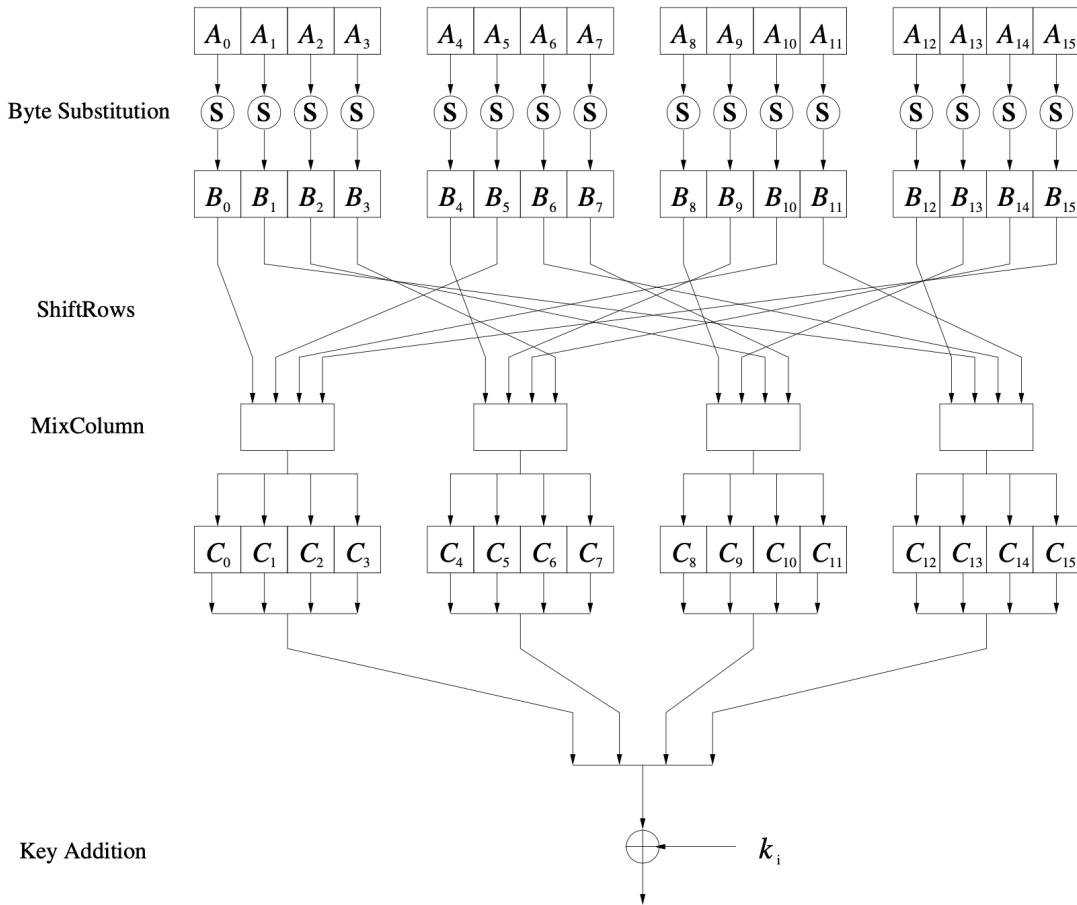 A₀ A₁ A₂ A₃ A₄ A₅ A₆ A₇ A₈ A₉ A₁₀ A₁₁ A₁₂ A₁₃ A₁₄ A₁₅
Byte Substitution S S S S S S S S S S S S S S S S
B₀ B₁ B₂ B₃ B₄ B₅ B₆ B₇ B₈ B₉ B₁₀ B₁₁ B₁₂ B₁₃ B₁₄ B₁₅
ShiftRows
MixColumn
C₀ C₁ C₂ C₃ C₄ C₅ C₆ C₇ C₈ C₉ C₁₀ C₁₁ C₁₂ C₁₃ C₁₄ C₁₅
Key Addition kᵢ